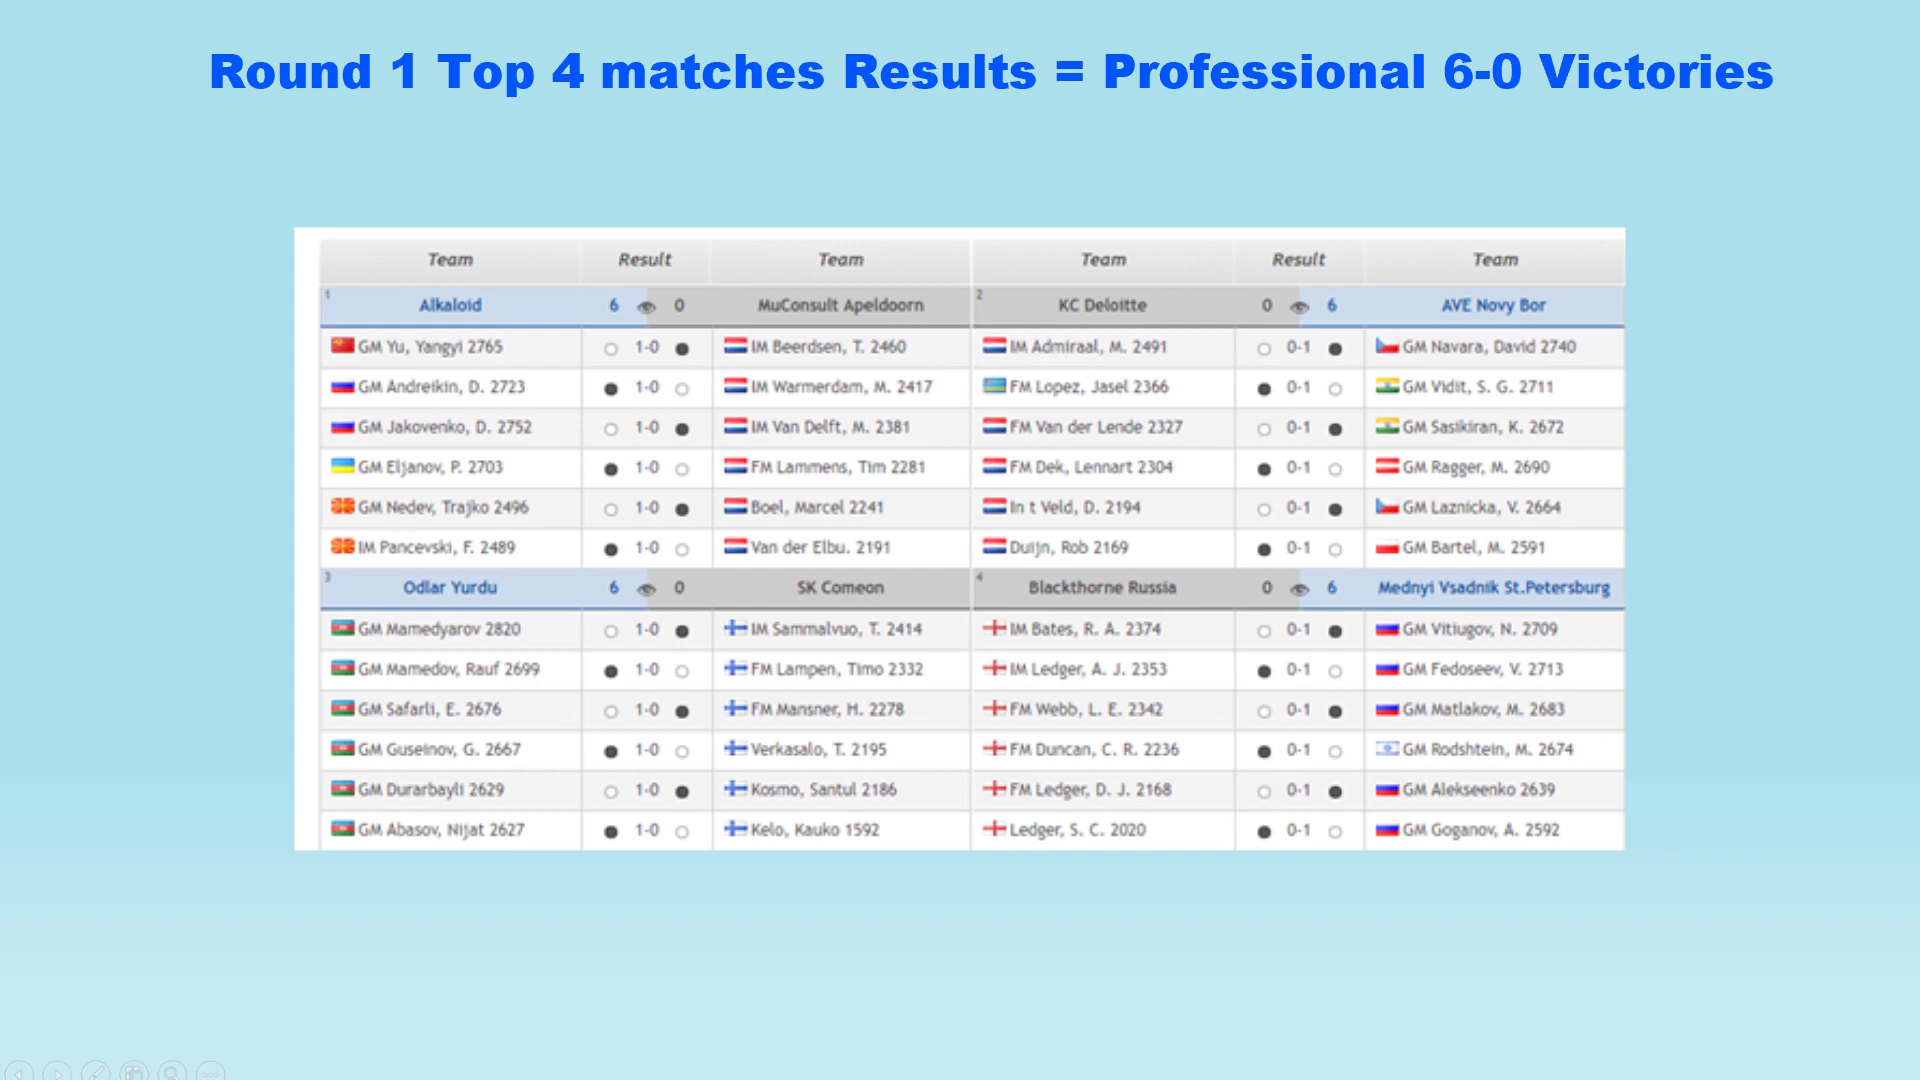 Round 1 Top 4 matches Results = Professional 6-0 Victories
Team Result Team Team Result Team
1 Alkaloid 6 0 MuConsult Apeldoorn 2 KC Deloitte 0 6 AVE Novy Bor
GM Yu, Yangyi 2765 1-0 IM Beerdsen, T. 2460 IM Admiraal, M. 2491 0-1 GM Navara, David 2740
GM Andreikin, D. 2723 1-0 IM Warmerdam, M. 2417 FM Lopez, Jasel 2366 0-1 GM Vidit, S. G. 2711
GM Jakovenko, D. 2752 1-0 IM Van Delft, M. 2381 FM Van der Lende 2327 0-1 GM Sasikiran, K. 2672
GM Eljanov, P. 2703 1-0 FM Lammens, Tim 2281 FM Dek, Lennart 2304 0-1 GM Ragger, M. 2690
GM Nedev, Trajko 2496 1-0 Boel, Marcel 2241 In t Veld, D. 2194 0-1 GM Laznicka, V. 2664
IM Pancevski, F. 2489 1-0 Van der Elbu. 2191 Duijn, Rob 2169 0-1 GM Bartel, M. 2591
3 Odlar Yurdu 6 0 SK Comeon 4 Blackthorne Russia 0 6 Mednyi Vsadnik St.Petersburg
GM Mamedyarov 2820 1-0 IM Sammalvuo, T. 2414 IM Bates, R. A. 2374 0-1 GM Vitiugov, N. 2709
GM Mamedov, Rauf 2699 1-0 FM Lampen, Timo 2332 IM Ledger, A. J. 2353 0-1 GM Fedoseev, V. 2713
GM Safarli, E. 2676 1-0 FM Mansner, H. 2278 FM Webb, L. E. 2342 0-1 GM Matlakov, M. 2683
GM Guseinov, G. 2667 1-0 Verkasalo, T. 2195 FM Duncan, C. R. 2236 0-1 GM Rodshtein, M. 2674
GM Durarbayli 2629 1-0 Kosmo, Santul 2186 FM Ledger, D. J. 2168 0-1 GM Alekseenko 2639
GM Abasov, Nijat 2627 1-0 Kelo, Kauko 1592 Ledger, S. C. 2020 0-1 GM Goganov, A. 2592